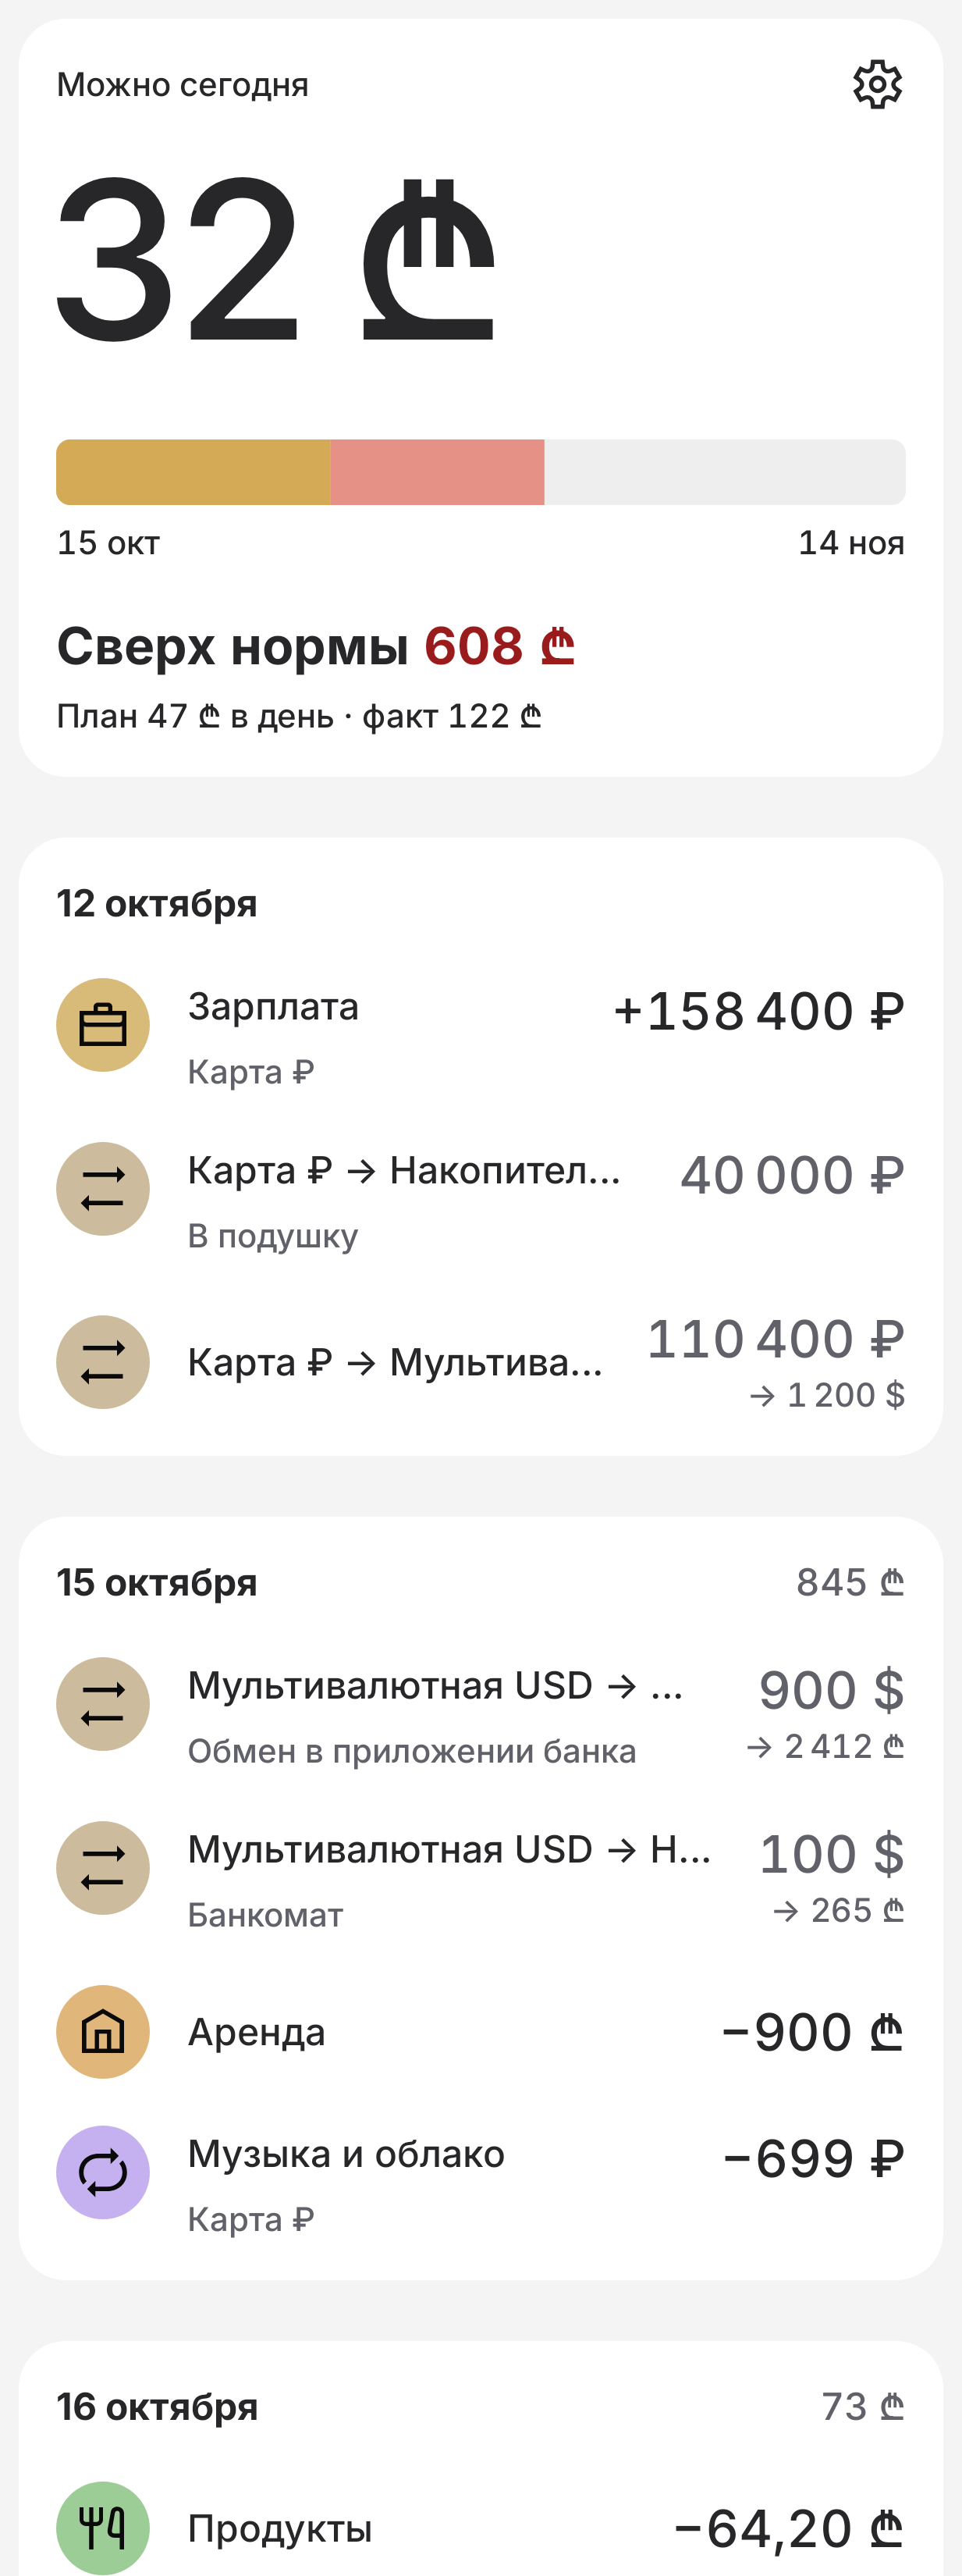 Можно сегодня
32 ₾
15 окт
14 ноя
Сверх нормы 608 ₾
План 47 ₾ в день · факт 122 ₾
12 октября
Зарплата
+158 400 ₽
Карта ₽
Карта ₽ → Накопител...
40 000 ₽
В подушку
Карта ₽ → Мультива...
110 400 ₽
→ 1 200 $
15 октября
845 ₾
Мультивалютная USD → ...
900 $
Обмен в приложении банка
→ 2 412 ₾
Мультивалютная USD → Н...
100 $
Банкомат
→ 265 ₾
Аренда
−900 ₾
Музыка и облако
−699 ₽
Карта ₽
16 октября
73 ₾
Продукты
−64,20 ₾